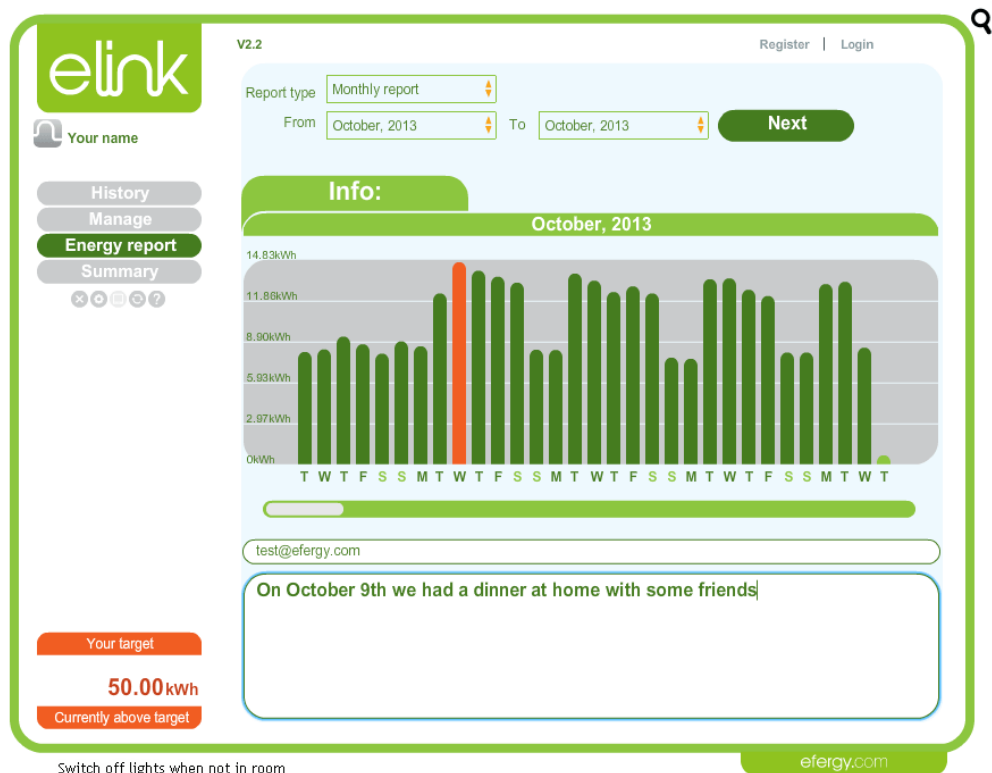 elink
V2.2
Register | Login
Report type Monthly report
From October, 2013 To October, 2013 Next
Your name
History
Manage
Energy report
Summary
Info:
October, 2013
14.83kWh
11.86kWh
8.90kWh
5.93kWh
2.97kWh
0kWh
T W T F S S M T W T F S S M T W T F S S M T W T F S S M T W T
test@efergy.com
On October 9th we had a dinner at home with some friends
Your target
50.00kWh
Currently above target
efergy.com
Switch off lights when not in room